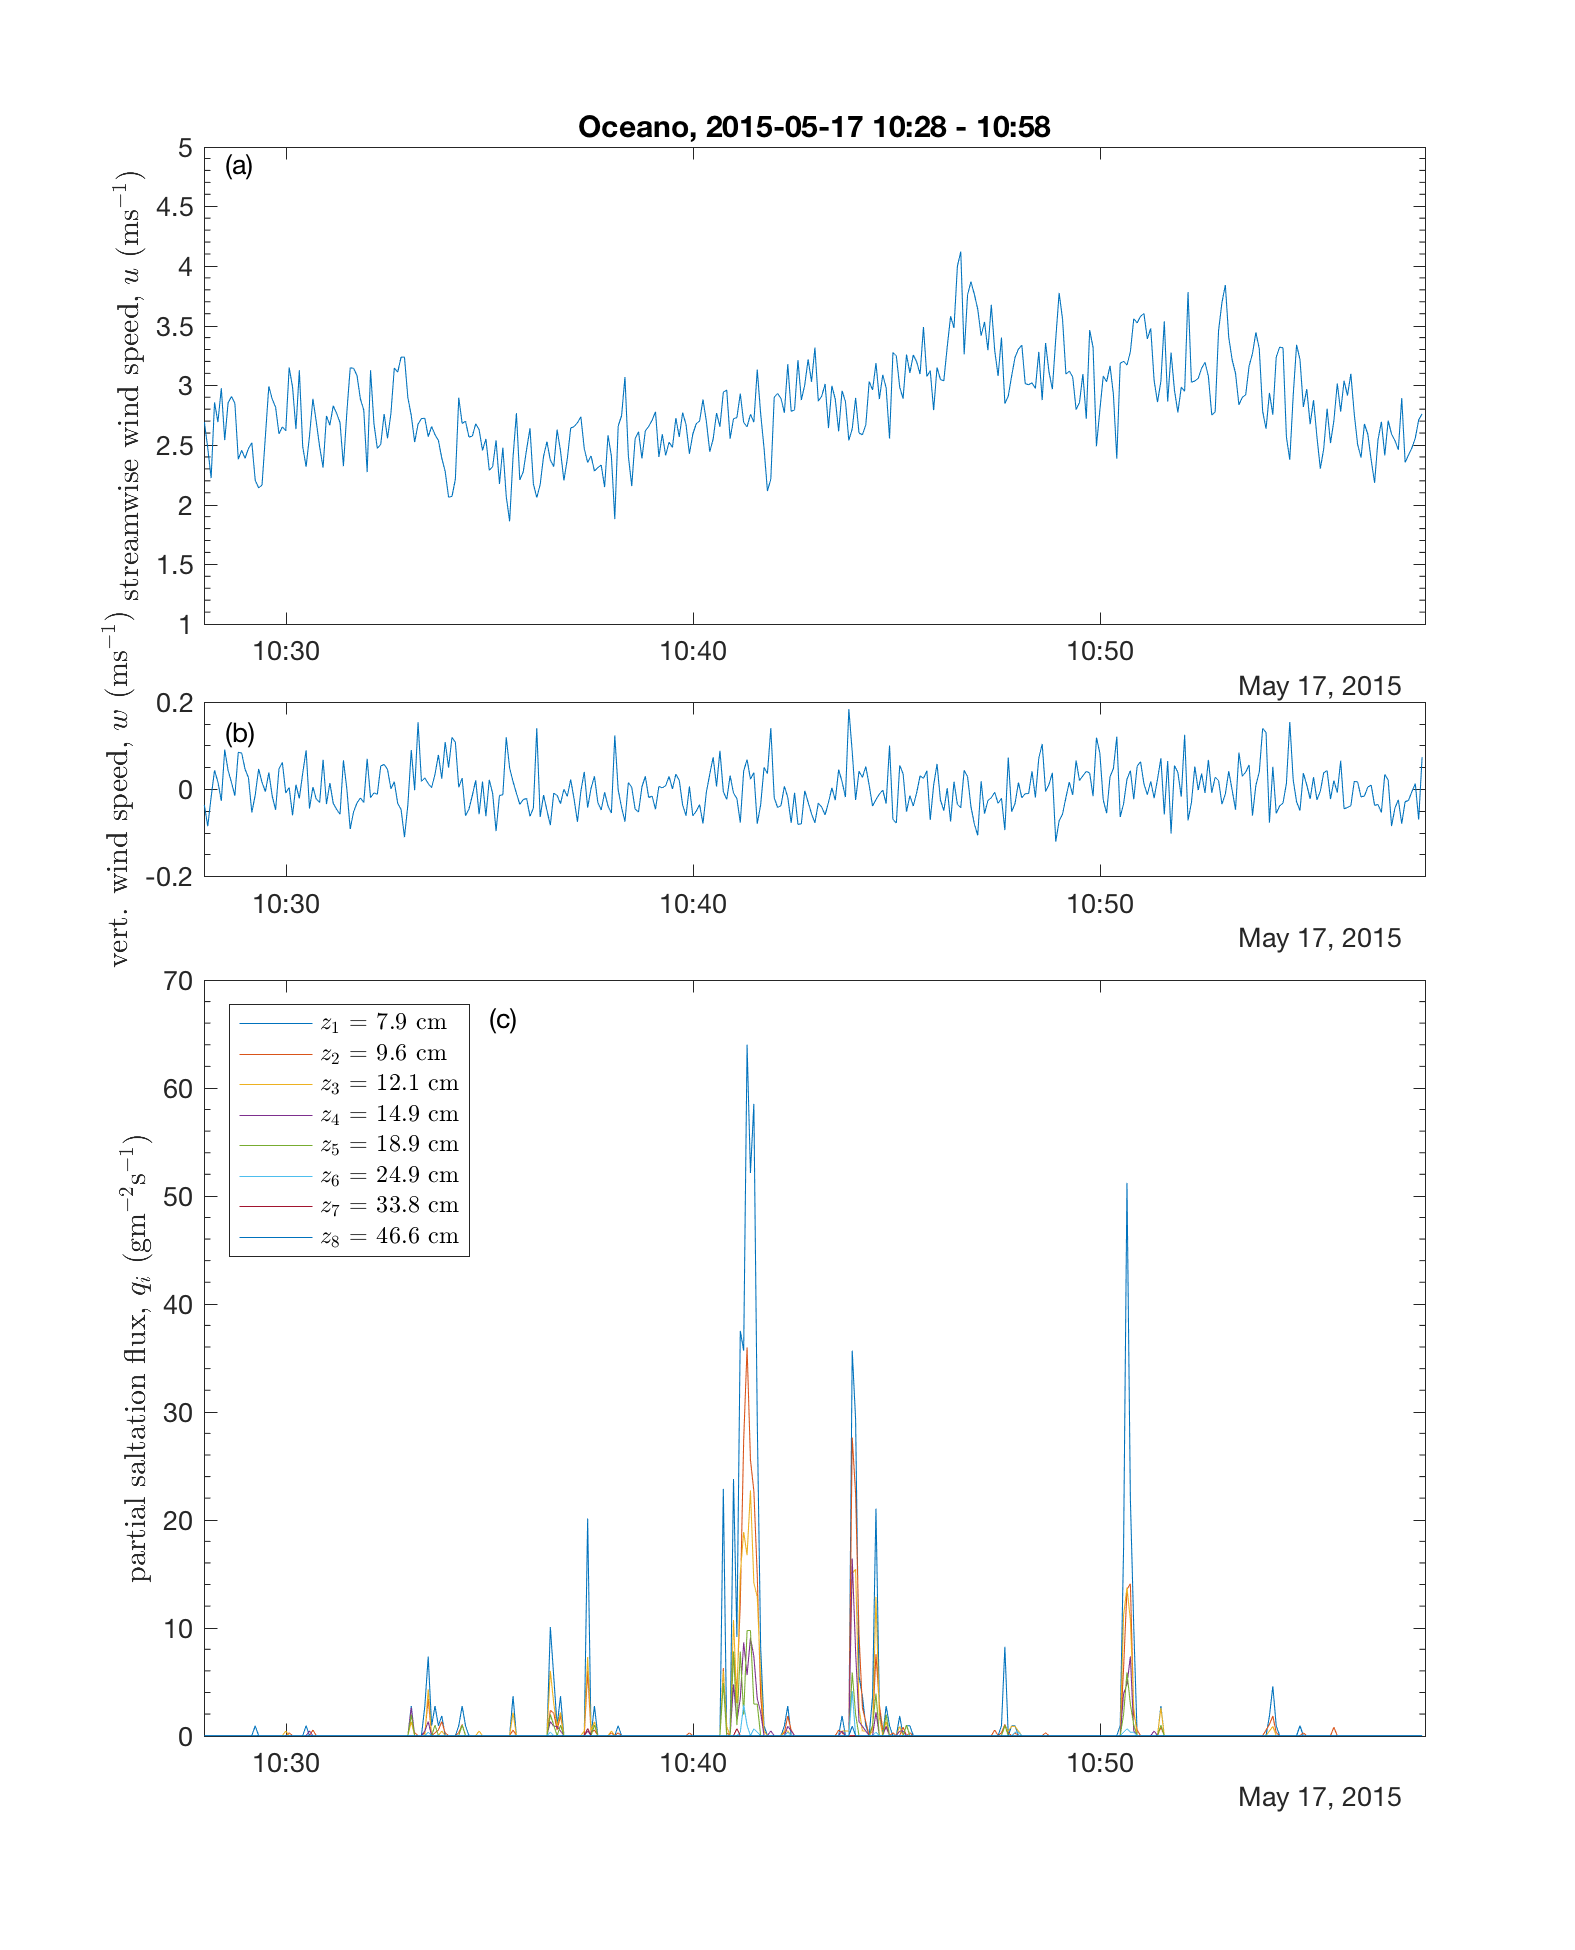 Oceano, 2015-05-17 10:28 - 10:58
(a)
streamwise wind speed, u (ms⁻¹)
5
4.5
4
3.5
3
2.5
2
1.5
1
10:30 10:40 10:50
May 17, 2015
(b)
vert. wind speed, w (ms⁻¹)
0.2
0
-0.2
10:30 10:40 10:50
May 17, 2015
(c)
partial saltation flux, qᵢ (gm⁻²s⁻¹)
70
60
50
40
30
20
10
0
z₁ = 7.9 cm
z₂ = 9.6 cm
z₃ = 12.1 cm
z₄ = 14.9 cm
z₅ = 18.9 cm
z₆ = 24.9 cm
z₇ = 33.8 cm
z₈ = 46.6 cm
10:30 10:40 10:50
May 17, 2015